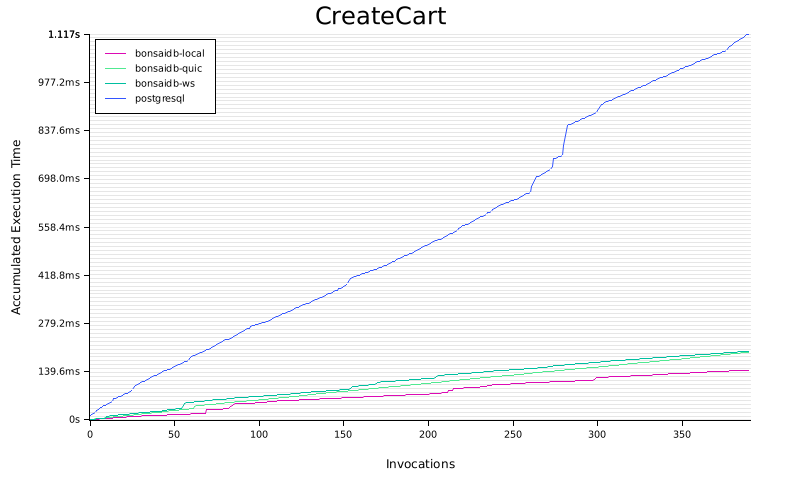 CreateCart
1.117s
977.2ms
837.6ms
698.0ms
558.4ms
418.8ms
279.2ms
139.6ms
0s
Accumulated Execution Time
bonsaidb-local
bonsaidb-quic
bonsaidb-ws
postgresql
0
50
100
150
200
250
300
350
Invocations